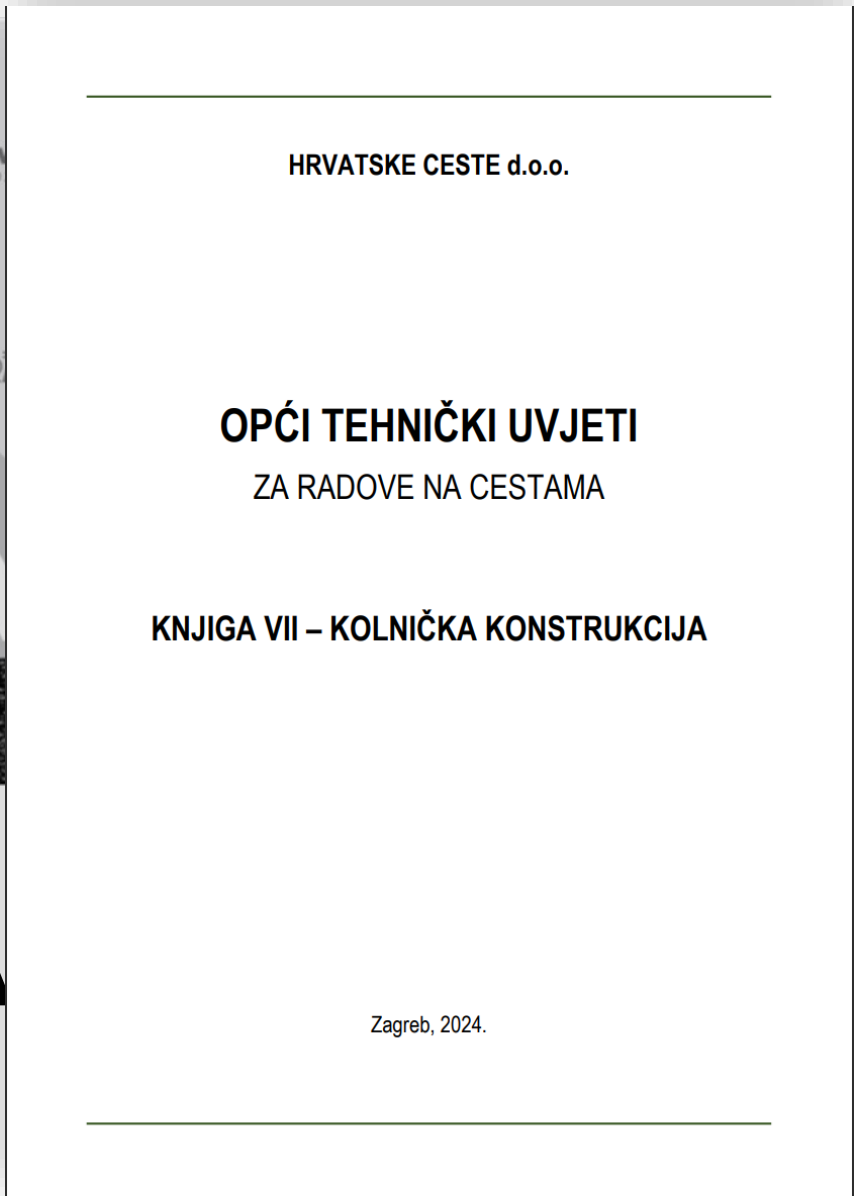 HRVATSKE CESTE d.o.o.
OPĆI TEHNIČKI UVJETI
ZA RADOVE NA CESTAMA
KNJIGA VII – KOLNIČKA KONSTRUKCIJA
Zagreb, 2024.